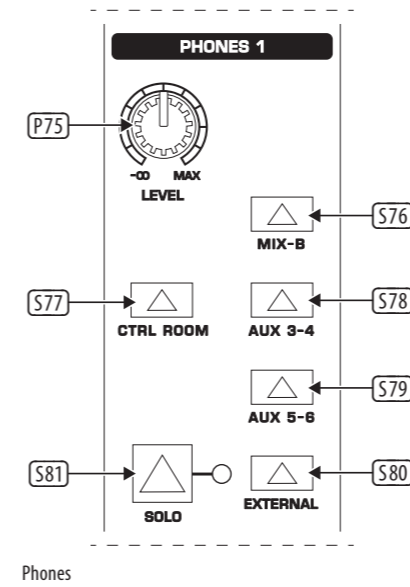 PHONES 1
P75
-∞ MAX
LEVEL
S76
MIX-B
S77
S78
CTRL ROOM
AUX 3-4
S79
AUX 5-6
S81
S80
SOLO
EXTERNAL
Phones